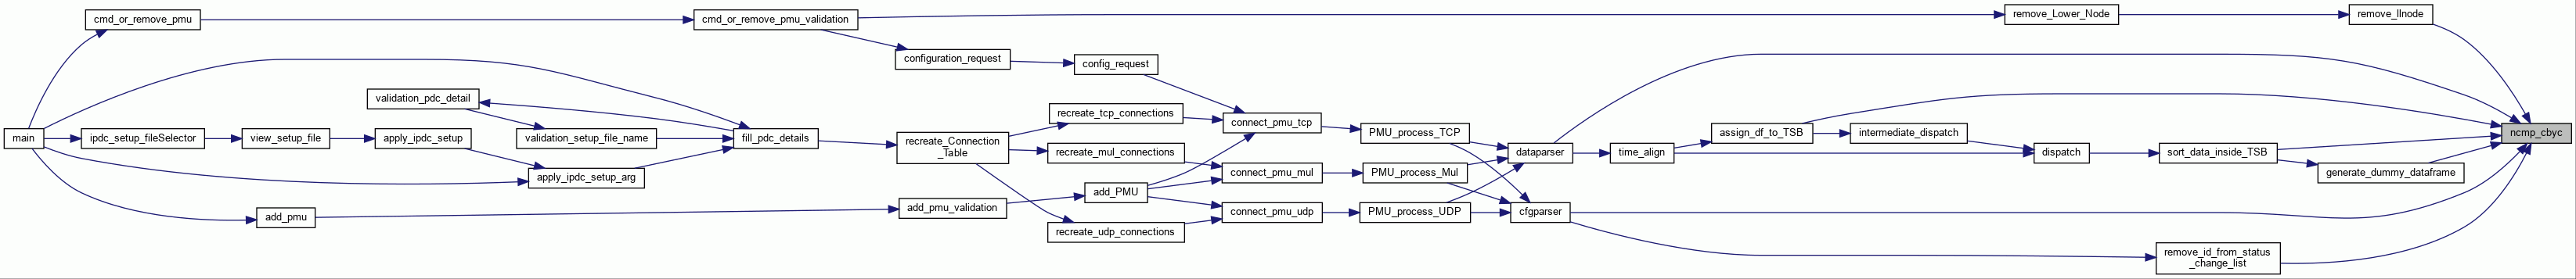 main
cmd_or_remove_pmu
ipdc_setup_fileSelector
add_pmu
view_setup_file
validation_pdc_detail
apply_ipdc_setup
validation_setup_file_name
apply_ipdc_setup_arg
cmd_or_remove_pmu_validation
fill_pdc_details
configuration_request
recreate_Connection
_Table
add_pmu_validation
config_request
recreate_tcp_connections
recreate_mul_connections
add_PMU
recreate_udp_connections
connect_pmu_tcp
connect_pmu_mul
connect_pmu_udp
PMU_process_TCP
PMU_process_Mul
PMU_process_UDP
dataparser
cfgparser
time_align
assign_df_to_TSB
intermediate_dispatch
dispatch
remove_Lower_Node
sort_data_inside_TSB
remove_id_from_status
_change_list
remove_llnode
generate_dummy_dataframe
ncmp_cbyc